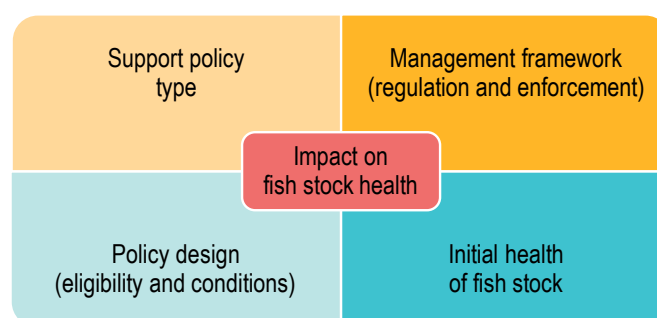 Support policy
type
Management framework
(regulation and enforcement)
Impact on
fish stock health
Policy design
(eligibility and conditions)
Initial health
of fish stock